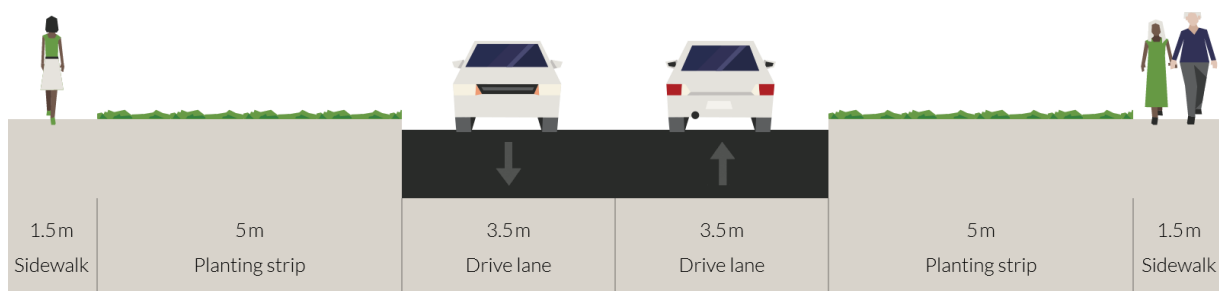 1.5 m
Sidewalk
5 m
Planting strip
3.5 m
Drive lane
3.5 m
Drive lane
5 m
Planting strip
1.5 m
Sidewalk